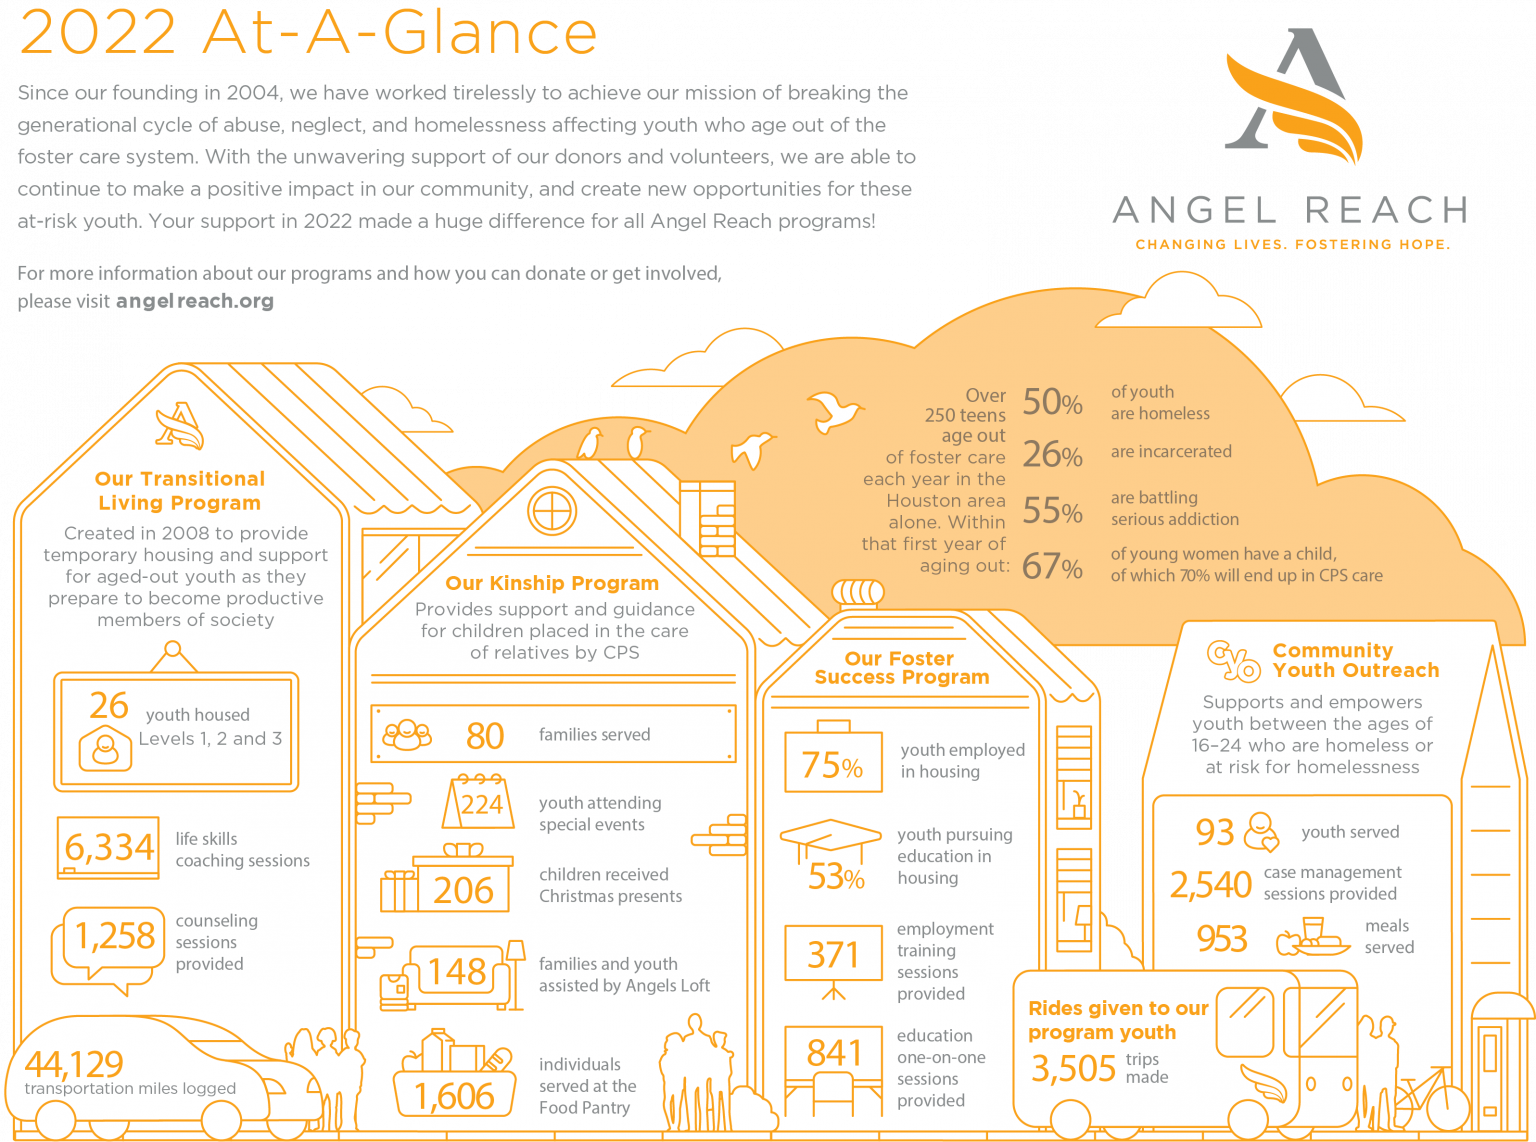 2022 At-A-Glance
Since our founding in 2004, we have worked tirelessly to achieve our mission of breaking the
generational cycle of abuse, neglect, and homelessness affecting youth who age out of the
foster care system. With the unwavering support of our donors and volunteers, we are able to
continue to make a positive impact in our community, and create new opportunities for these
at-risk youth. Your support in 2022 made a huge difference for all Angel Reach programs!
For more information about our programs and how you can donate or get involved,
please visit angelreach.org
A
ANGEL REACH
CHANGING LIVES. FOSTERING HOPE.
Over
250 teens
age out
of foster care
each year in the
Houston area
alone. Within
that first year of
aging out:
50%
of youth
are homeless
26%
are incarcerated
55%
are battling
serious addiction
67%
of young women have a child,
of which 70% will end up in CPS care
A
Our Transitional
Living Program
Created in 2008 to provide
temporary housing and support
for aged-out youth as they
prepare to become productive
members of society
26
youth housed
Levels 1, 2 and 3
6,334
life skills
coaching sessions
1,258
counseling
sessions
provided
44,129
transportation miles logged
Our Kinship Program
Provides support and guidance
for children placed in the care
of relatives by CPS
80
families served
224
youth attending
special events
206
children received
Christmas presents
148
families and youth
assisted by Angels Loft
1,606
individuals
served at the
Food Pantry
Our Foster
Success Program
75%
youth employed
in housing
53%
youth pursuing
education in
housing
371
employment
training
sessions
provided
841
education
one-on-one
sessions
provided
CYO
Community
Youth Outreach
Supports and empowers
youth between the ages of
16–24 who are homeless or
at risk for homelessness
93
youth served
2,540
case management
sessions provided
953
meals
served
Rides given to our
program youth
3,505
trips
made